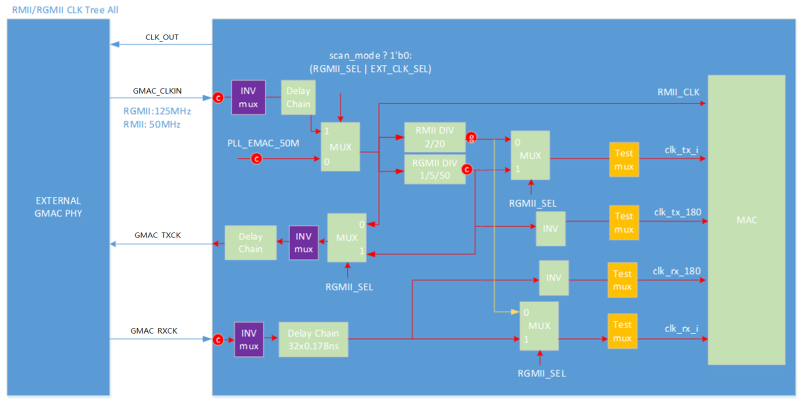 RMII/RGMII CLK Tree All
CLK_OUT
scan_mode ? 1'b0:
(RGMII_SEL | EXT_CLK_SEL)
GMAC_CLKIN
c
INV
mux
Delay
Chain
RGMII:125MHz
RMII: 50MHz
RMII_CLK
PLL_EMAC_50M
c
1
MUX
0
RMII DIV
2/20
g
RGMII DIV
1/5/50
c
0
MUX
1
RGMII_SEL
Test
mux
clk_tx_i
EXTERNAL
GMAC PHY
MAC
GMAC TXCK
Delay
Chain
INV
mux
0
MUX
1
RGMII_SEL
INV
Test
mux
clk_tx_180
INV
Test
mux
clk_rx_180
GMAC RXCK
c
INV
mux
Delay Chain
32x0.178ns
0
MUX
1
RGMII_SEL
Test
mux
clk_rx_i